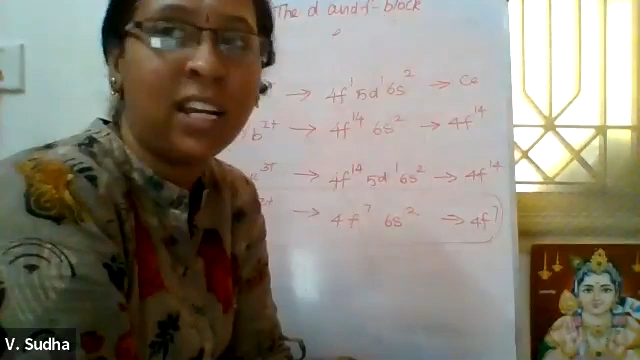 The d and f-block
→ 4f¹ 5d¹ 6s² → Ce
b²⁺ → 4f¹⁴ 6s² → 4f¹⁴
³⁺ → 4f¹⁴ 5d¹ 6s² → 4f¹⁴
→ 4f⁷ 6s² → 4f⁷
V. Sudha